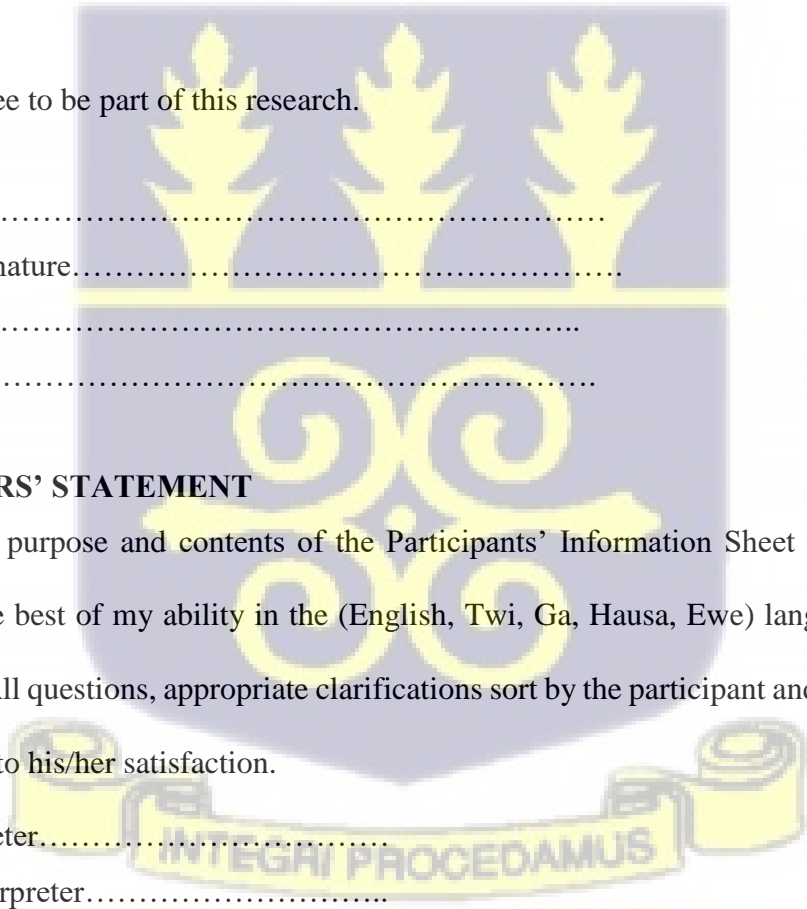 ee to be part of this research.
………………………………………………………
nature………………………………………………….
……………………………………………………..
……………………………………………………….
RS’ STATEMENT
purpose and contents of the Participants’ Information Sheet
e best of my ability in the (English, Twi, Ga, Hausa, Ewe) lang
All questions, appropriate clarifications sort by the participant and
to his/her satisfaction.
eter……………………………….
INTEGRI PROCEDAMUS
rpreter…………………………..